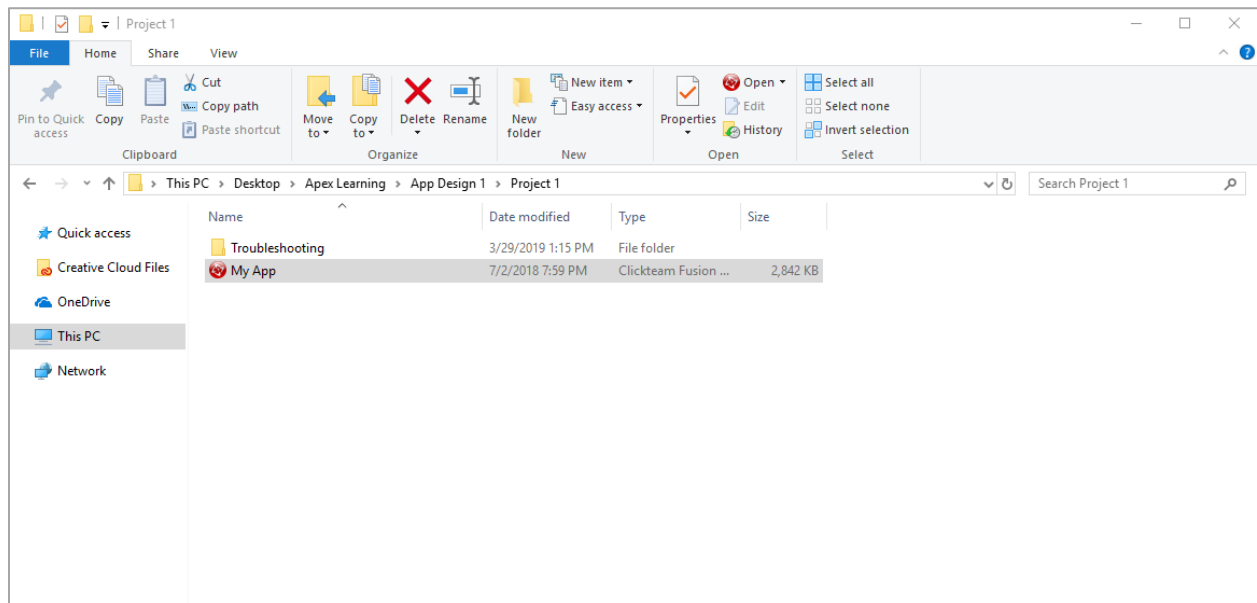 Project 1
File Home Share View
Pin to Quick access
Copy
Paste
Cut
Copy path
Paste shortcut
Clipboard
Move to
Copy to
Delete
Rename
Organize
New folder
New item
Easy access
New
Properties
Open
Edit
History
Open
Select all
Select none
Invert selection
Select
This PC > Desktop > Apex Learning > App Design 1 > Project 1
Search Project 1
Quick access
Creative Cloud Files
OneDrive
This PC
Network
Name Date modified Type Size
Troubleshooting 3/29/2019 1:15 PM File folder
My App 7/2/2018 7:59 PM Clickteam Fusion ... 2,842 KB